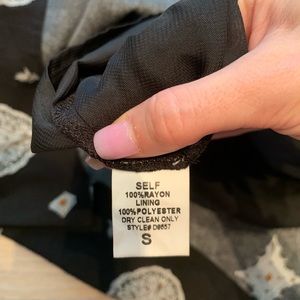 SELF
100%RAYON
LINING
100%POLYESTER
DRY CLEAN ONLY
STYLE# D8657
S